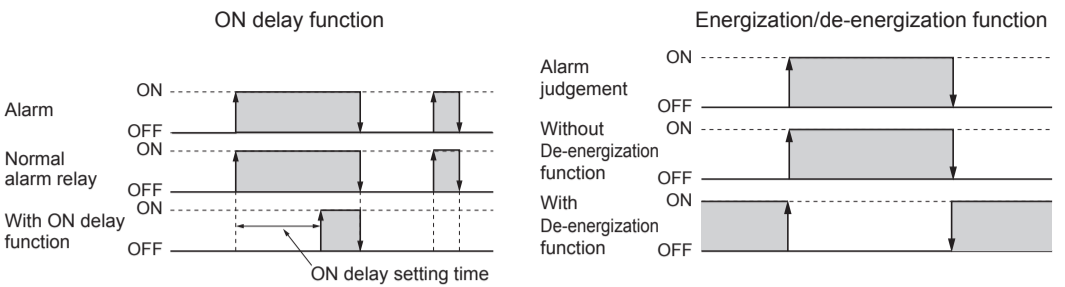 ON delay function
Alarm
ON
OFF
Normal
alarm relay
ON
OFF
With ON delay
function
ON
OFF
ON delay setting time
Energization/de-energization function
Alarm
judgement
ON
OFF
Without
De-energization
function
ON
OFF
With
De-energization
function
ON
OFF